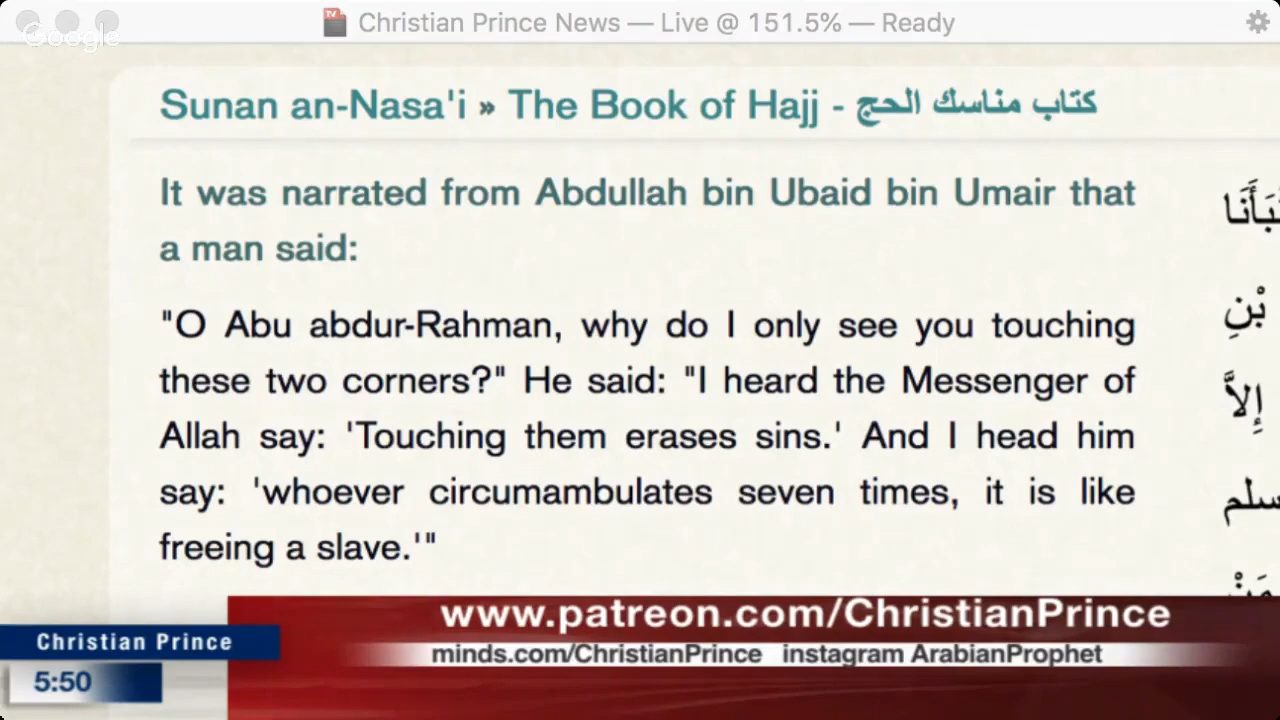 Christian Prince News — Live @ 151.5% — Ready
Google
TV
Sunan an-Nasa'i » The Book of Hajj - كتاب مناسك الحج
It was narrated from Abdullah bin Ubaid bin Umair that
a man said:
"O Abu abdur-Rahman, why do I only see you touching
these two corners?" He said: "I heard the Messenger of
Allah say: 'Touching them erases sins.' And I head him
say: 'whoever circumambulates seven times, it is like
freeing a slave.'"
بْنِ
إِلاَّ
www.patreon.com/ChristianPrince
Christian Prince
minds.com/ChristianPrince instagram ArabianProphet
5:50